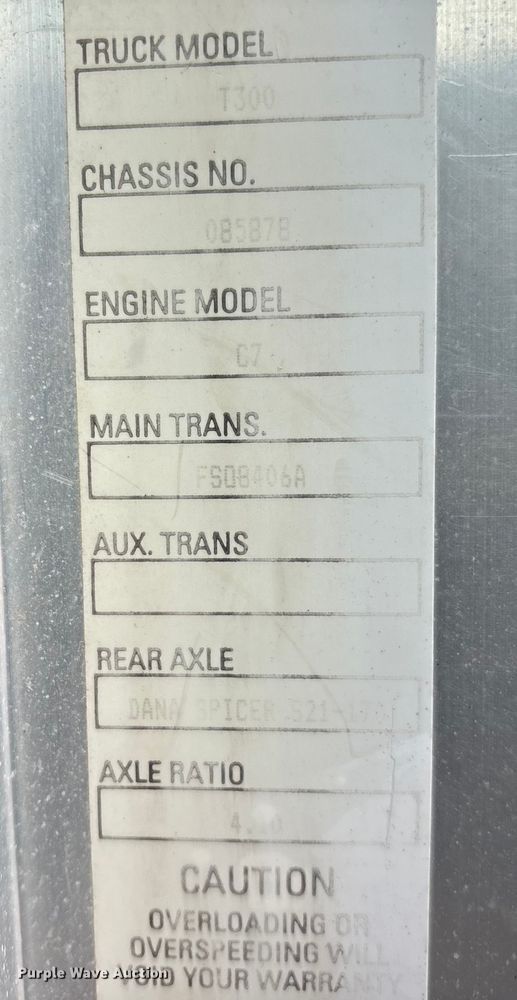 TRUCK MODEL
T300
CHASSIS NO.
085878
ENGINE MODEL
C7
MAIN TRANS.
FS08406A
AUX. TRANS
REAR AXLE
DANA SPICER
AXLE RATIO
CAUTION
OVERLOADING OR
OVERSPEEDING WILL
VOID YOUR WARRANTY
Purple Wave Auction